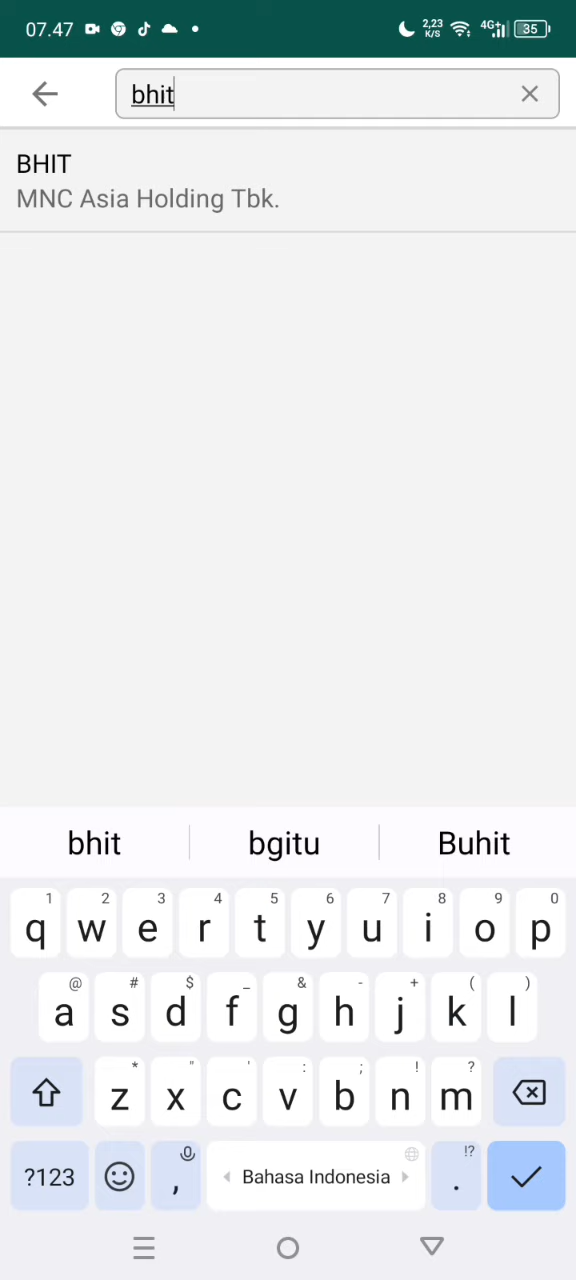 07.47 2,23 K/S 4G+ 35
bhit
BHIT
MNC Asia Holding Tbk.
bhit bgitu Buhit
1 2 3 4 5 6 7 8 9 0
q w e r t y u i o p
@ # $ _ & - + ( )
a s d f g h j k l
* " ' : ; ! ?
z x c v b n m
?123 , Bahasa Indonesia !? .